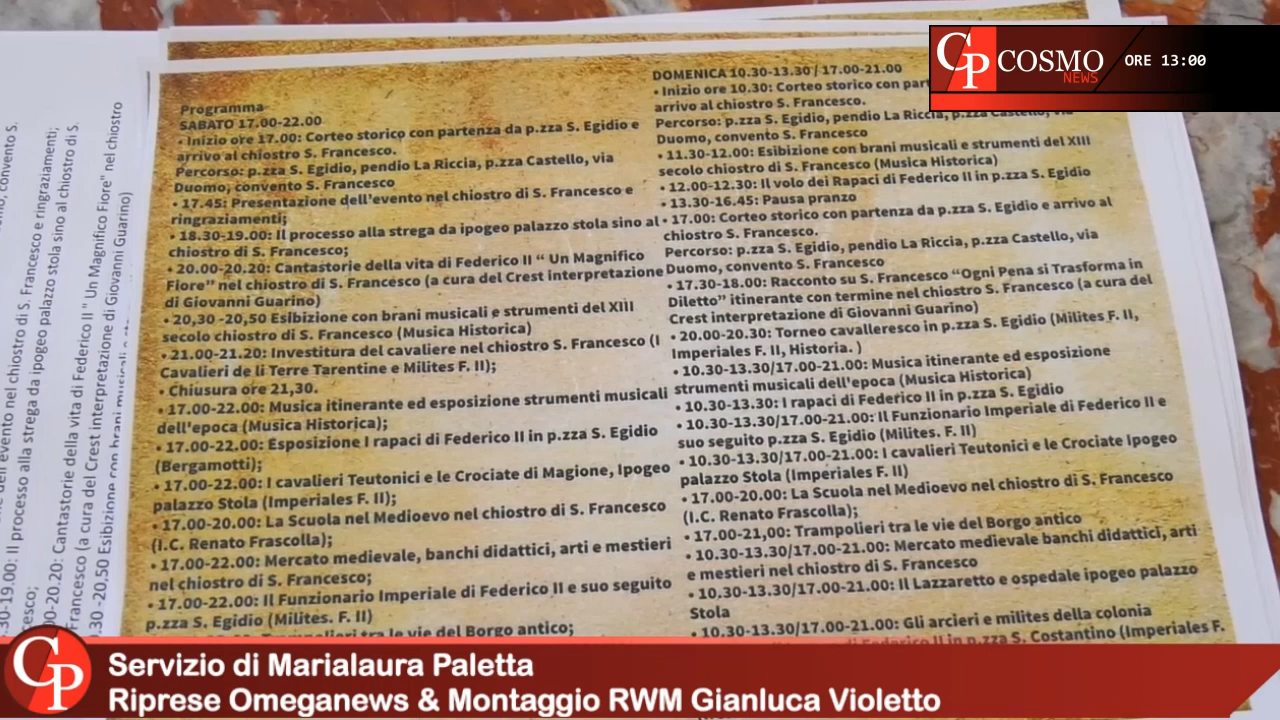 CP COSMO
NEWS
ORE 13:00
Programma
SABATO 17.00-22.00
• Inizio ore 17.00: Corteo storico con partenza da p.zza S. Egidio e
arrivo al chiostro S. Francesco.
Percorso: p.zza S. Egidio, pendio La Riccia, p.zza Castello, via
Duomo, convento S. Francesco
• 17.45: Presentazione dell'evento nel chiostro di S. Francesco e
ringraziamenti;
• 18.30-19.00: Il processo alla strega da ipogeo palazzo stola sino al
chiostro di S. Francesco;
• 20.00-20.20: Cantastorie della vita di Federico II “ Un Magnifico
Fiore” nel chiostro di S. Francesco (a cura del Crest interpretazione
di Giovanni Guarino)
• 20,30 -20,50 Esibizione con brani musicali e strumenti del XIII
secolo chiostro di S. Francesco (Musica Historica)
• 21.00-21.20: Investitura del cavaliere nel chiostro S. Francesco (I
Cavalieri de li Terre Tarentine e Milites F. II);
• Chiusura ore 21,30.
• 17.00-22.00: Musica itinerante ed esposizione strumenti musicali
dell'epoca (Musica Historica);
• 17.00-22.00: Esposizione I rapaci di Federico II in p.zza S. Egidio
(Bergamotti);
• 17.00-22.00: I cavalieri Teutonici e le Crociate di Magione, Ipogeo
palazzo Stola (Imperiales F. II);
• 17.00-20.00: La Scuola nel Medioevo nel chiostro di S. Francesco
(I.C. Renato Frascolla);
• 17.00-22.00: Mercato medievale, banchi didattici, arti e mestieri
nel chiostro di S. Francesco;
• 17.00-22.00: Il Funzionario Imperiale di Federico II e suo seguito
p.zza S. Egidio (Milites. F. II)
Trampolieri tra le vie del Borgo antico;
DOMENICA 10.30-13.30 / 17.00-21.00
• Inizio ore 10.30: Corteo storico con
arrivo al chiostro S. Francesco.
Percorso: p.zza S. Egidio, pendio La Riccia, p.zza Castello, via
Duomo, convento S. Francesco
• 11.30-12.00: Esibizione con brani musicali e strumenti del XIII
secolo chiostro di S. Francesco (Musica Historica)
• 12.00-12.30: Il volo dei Rapaci di Federico II in p.zza S. Egidio
• 13.30-16.45: Pausa pranzo
• 17.00: Corteo storico con partenza da p.zza S. Egidio e arrivo al
chiostro S. Francesco.
Percorso: p.zza S. Egidio, pendio La Riccia, p.zza Castello, via
Duomo, convento S. Francesco
• 17.30-18.00: Racconto su S. Francesco “Ogni Pena si Trasforma in
Diletto” itinerante con termine nel chiostro S. Francesco (a cura del
Crest interpretazione di Giovanni Guarino)
• 20.00-20.30: Torneo cavalleresco in p.zza S. Egidio (Milites F. II,
Imperiales F. II, Historia. )
• 10.30-13.30/17.00-21.00: Musica itinerante ed esposizione
strumenti musicali dell'epoca (Musica Historica)
• 10.30-13.30: I rapaci di Federico II in p.zza S. Egidio
• 10.30-13.30/17.00-21.00: Il Funzionario Imperiale di Federico II e
suo seguito p.zza S. Egidio (Milites. F. II)
• 10.30-13.30/17.00-21.00: I cavalieri Teutonici e le Crociate Ipogeo
palazzo Stola (Imperiales F. II)
• 17.00-20.00: La Scuola nel Medioevo nel chiostro di S. Francesco
(I.C. Renato Frascolla);
• 17.00-21,00: Trampolieri tra le vie del Borgo antico
• 10.30-13.30/17.00-21.00: Mercato medievale banchi didattici, arti
e mestieri nel chiostro di S. Francesco
• 10.30-13.30/17.00-21.00: Il Lazzaretto e ospedale ipogeo palazzo
Stola
• 10.30-13.30/17.00-21.00: Gli arcieri e milites della colonia
di Federico II in p.zza S. Costantino (Imperiales F.
CP
Servizio di Marialaura Paletta
Riprese Omeganews & Montaggio RWM Gianluca Violetto